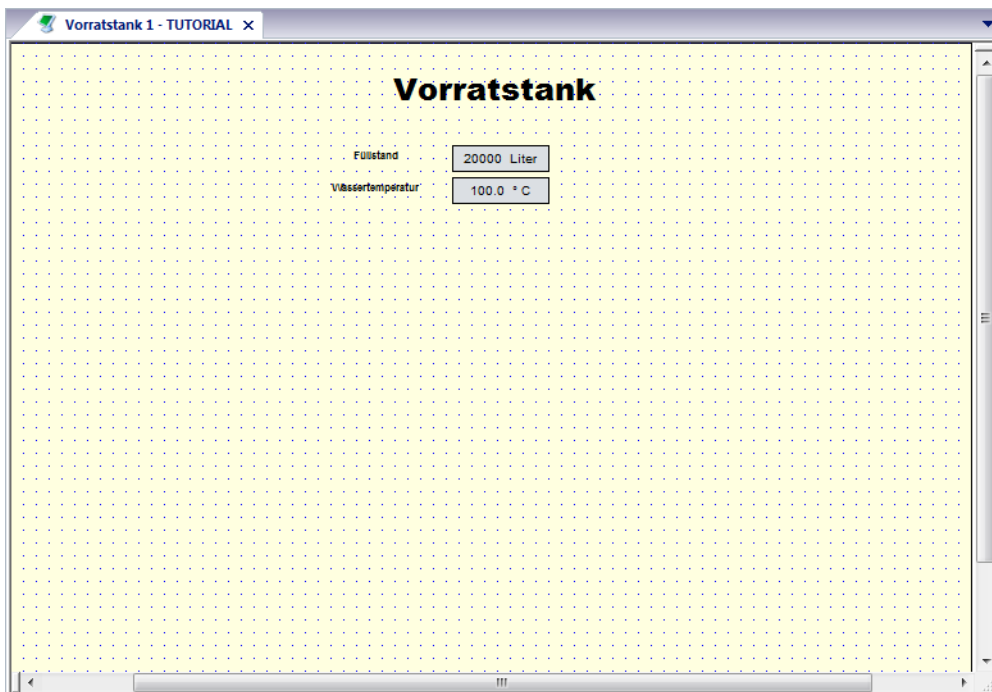 Vorratstank 1 - TUTORIAL
Vorratstank
Füllstand 20000 Liter
Wassertemperatur 100.0 ° C